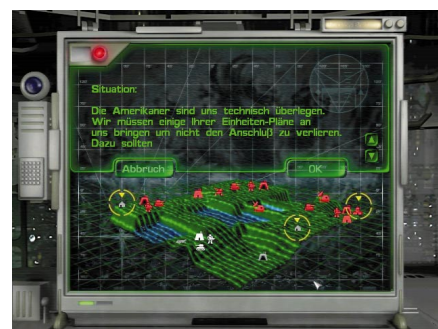 Situation:
Die Amerikaner sind uns technisch überlegen.
Wir müssen einige Ihrer Einheiten-Pläne an
uns bringen um nicht den Anschluß zu verlieren.
Dazu sollten
Abbruch
OK